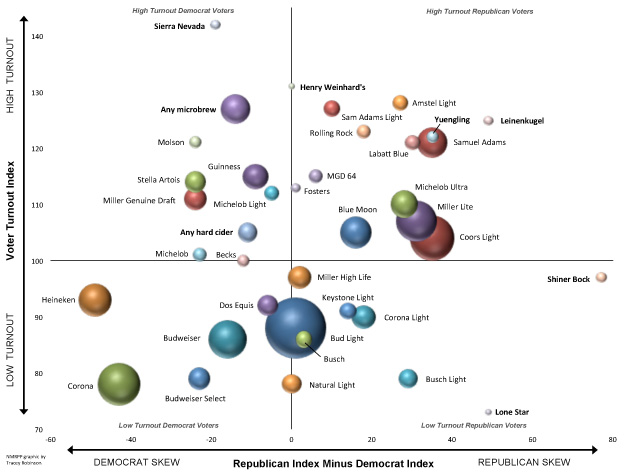 High Turnout Democrat Voters
High Turnout Republican Voters
140
130
120
110
100
90
80
70
HIGH TURNOUT
Voter Turnout Index
LOW TURNOUT
Sierra Nevada
Henry Weinhard's
Any microbrew
Amstel Light
Sam Adams Light
Yuengling
Leinenkugel
Rolling Rock
Molson
Labatt Blue
Samuel Adams
Guinness
MGD 64
Stella Artois
Fosters
Michelob Ultra
Miller Genuine Draft
Michelob Light
Blue Moon
Miller Lite
Any hard cider
Coors Light
Michelob
Becks
Miller High Life
Shiner Bock
Heineken
Keystone Light
Dos Equis
Corona Light
Budweiser
Bud Light
Busch
Corona
Budweiser Select
Natural Light
Busch Light
Lone Star
Low Turnout Democrat Voters
Low Turnout Republican Voters
-60
-40
-20
0
20
40
60
80
NMRPP graphic by
Tracey Robinson
DEMOCRAT SKEW
Republican Index Minus Democrat Index
REPUBLICAN SKEW